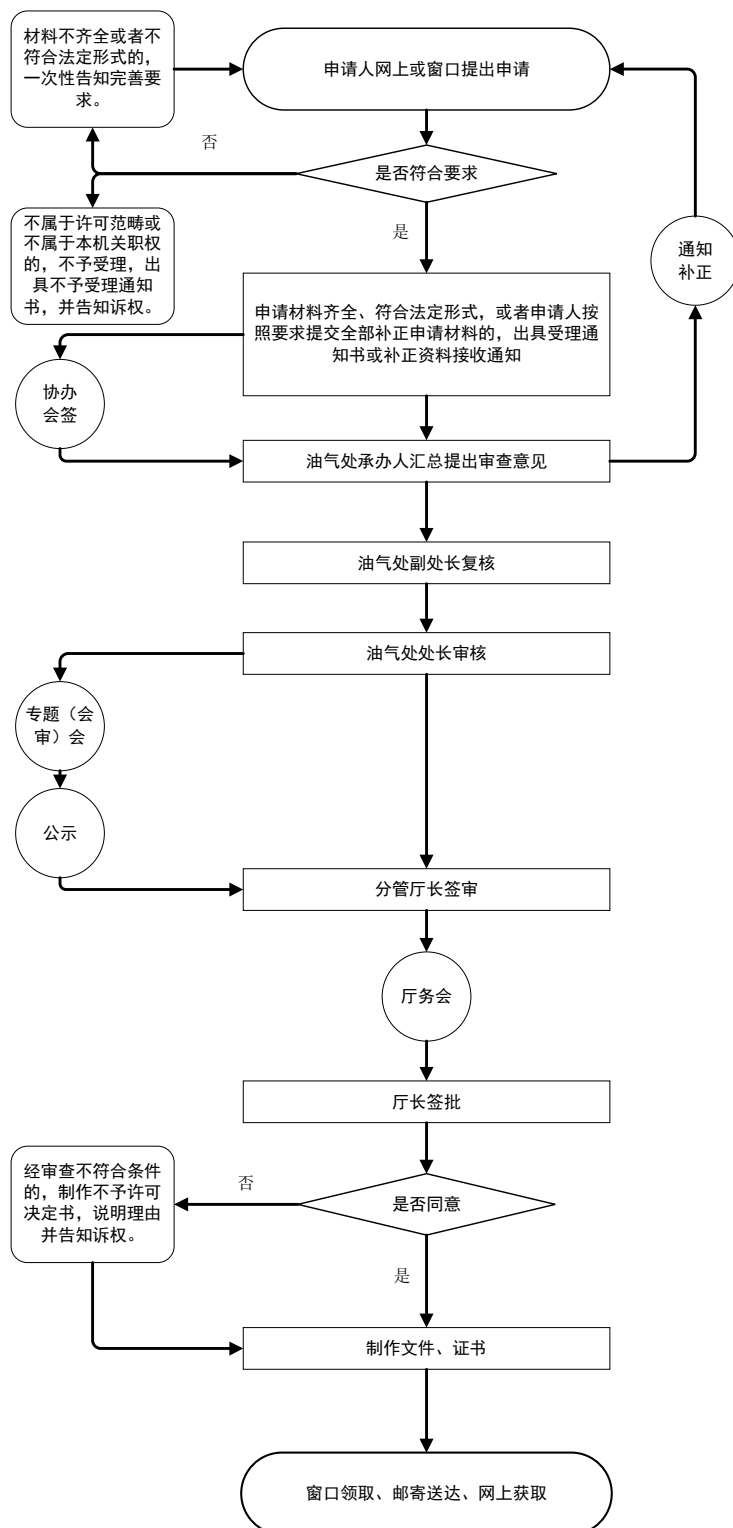 材料不齐全或者不
符合法定形式的，
一次性告知完善要
求。
申请人网上或窗口提出申请
否
是否符合要求
不属于许可范畴或
不属于本机关职权
的，不予受理，出
具不予受理通知
书，并告知诉权。
是
通知
补正
申请材料齐全、符合法定形式，或者申请人按
照要求提交全部补正申请材料的，出具受理通
知书或补正资料接收通知
协办
会签
油气处承办人汇总提出审查意见
油气处副处长复核
油气处处长审核
专题（会
审）会
公示
分管厅长签审
厅务会
厅长签批
经审查不符合条件
的，制作不予许可
决定书，说明理由
并告知诉权。
否
是否同意
是
制作文件、证书
窗口领取、邮寄送达、网上获取